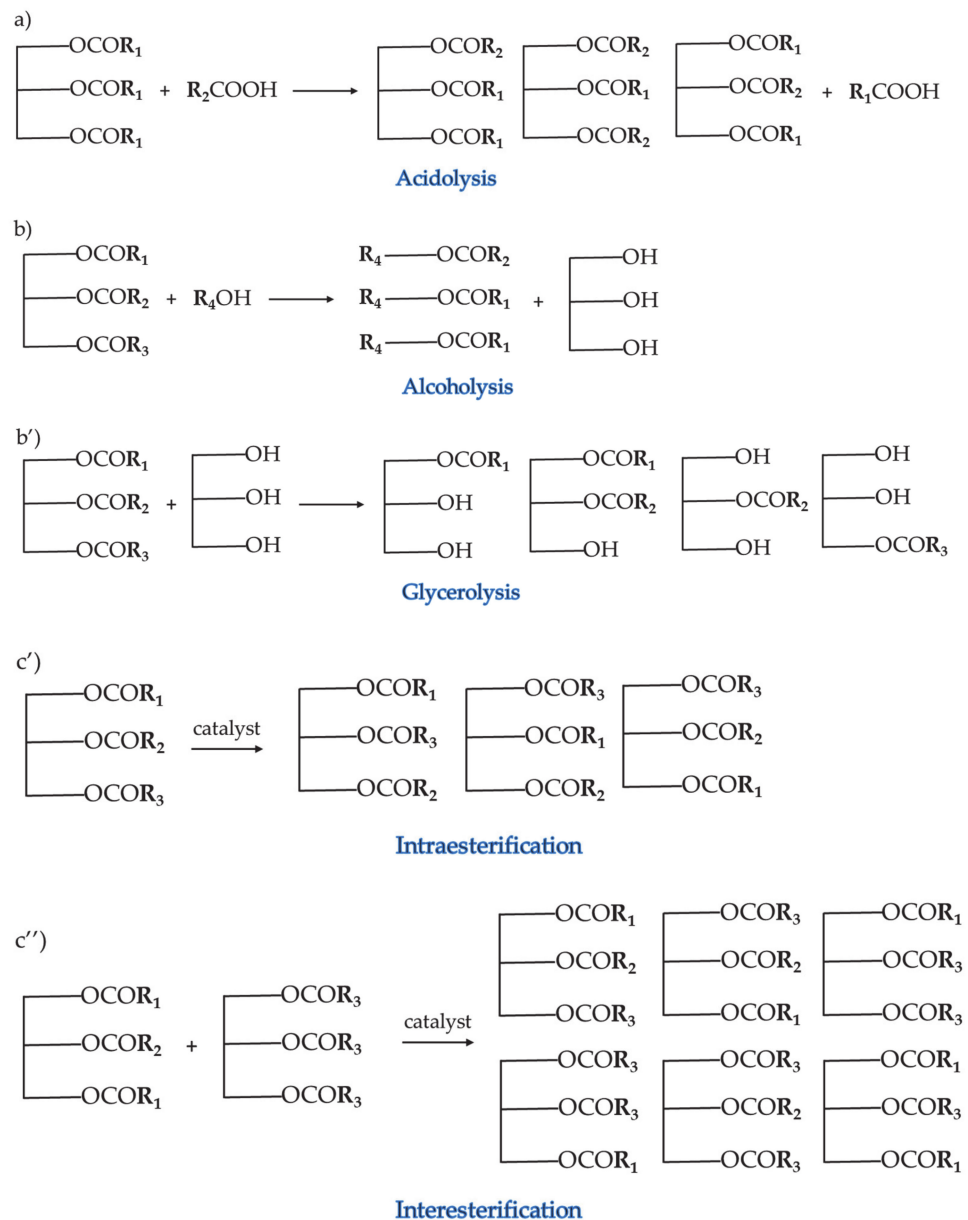 a)
OCOR₁ OCOR₂ OCOR₂ OCOR₁
OCOR₁ + R₂COOH OCOR₁ OCOR₁ OCOR₂ + R₁COOH
OCOR₁ OCOR₁ OCOR₂ OCOR₁
Acidolysis
b)
OCOR₁ R₄ OCOR₂ OH
OCOR₂ + R₄OH R₄ OCOR₁ + OH
OCOR₃ R₄ OCOR₁ OH
Alcoholysis
b′)
OCOR₁ OH OCOR₁ OCOR₁ OH OH
OCOR₂ + OH OH OCOR₂ OCOR₂ OH
OCOR₃ OH OH OH OH OCOR₃
Glycerolysis
c′)
OCOR₁ OCOR₁ OCOR₃ OCOR₃
OCOR₂ catalyst OCOR₃ OCOR₁ OCOR₂
OCOR₃ OCOR₂ OCOR₂ OCOR₁
Intraesterification
c′′)
OCOR₁ OCOR₃ OCOR₁
OCOR₂ OCOR₂ OCOR₃
OCOR₃ OCOR₁ OCOR₃
OCOR₁ OCOR₃
OCOR₂ + OCOR₃ catalyst
OCOR₁ OCOR₃
OCOR₃ OCOR₃ OCOR₁
OCOR₃ OCOR₂ OCOR₃
OCOR₁ OCOR₃ OCOR₁
Interesterification